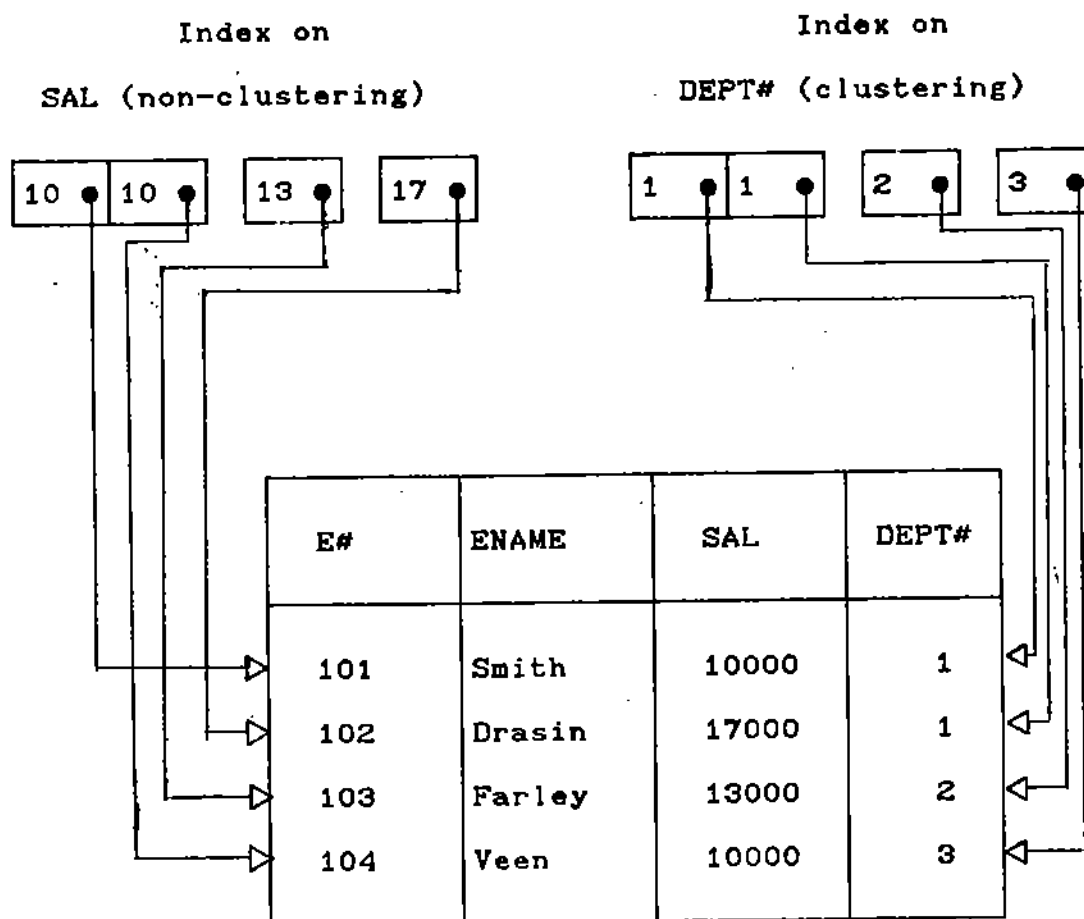 Index on
SAL (non-clustering)
Index on
DEPT# (clustering)
10 10 13 17
1 1 2 3
E# ENAME SAL DEPT#
101 Smith 10000 1
102 Drasin 17000 1
103 Farley 13000 2
104 Veen 10000 3